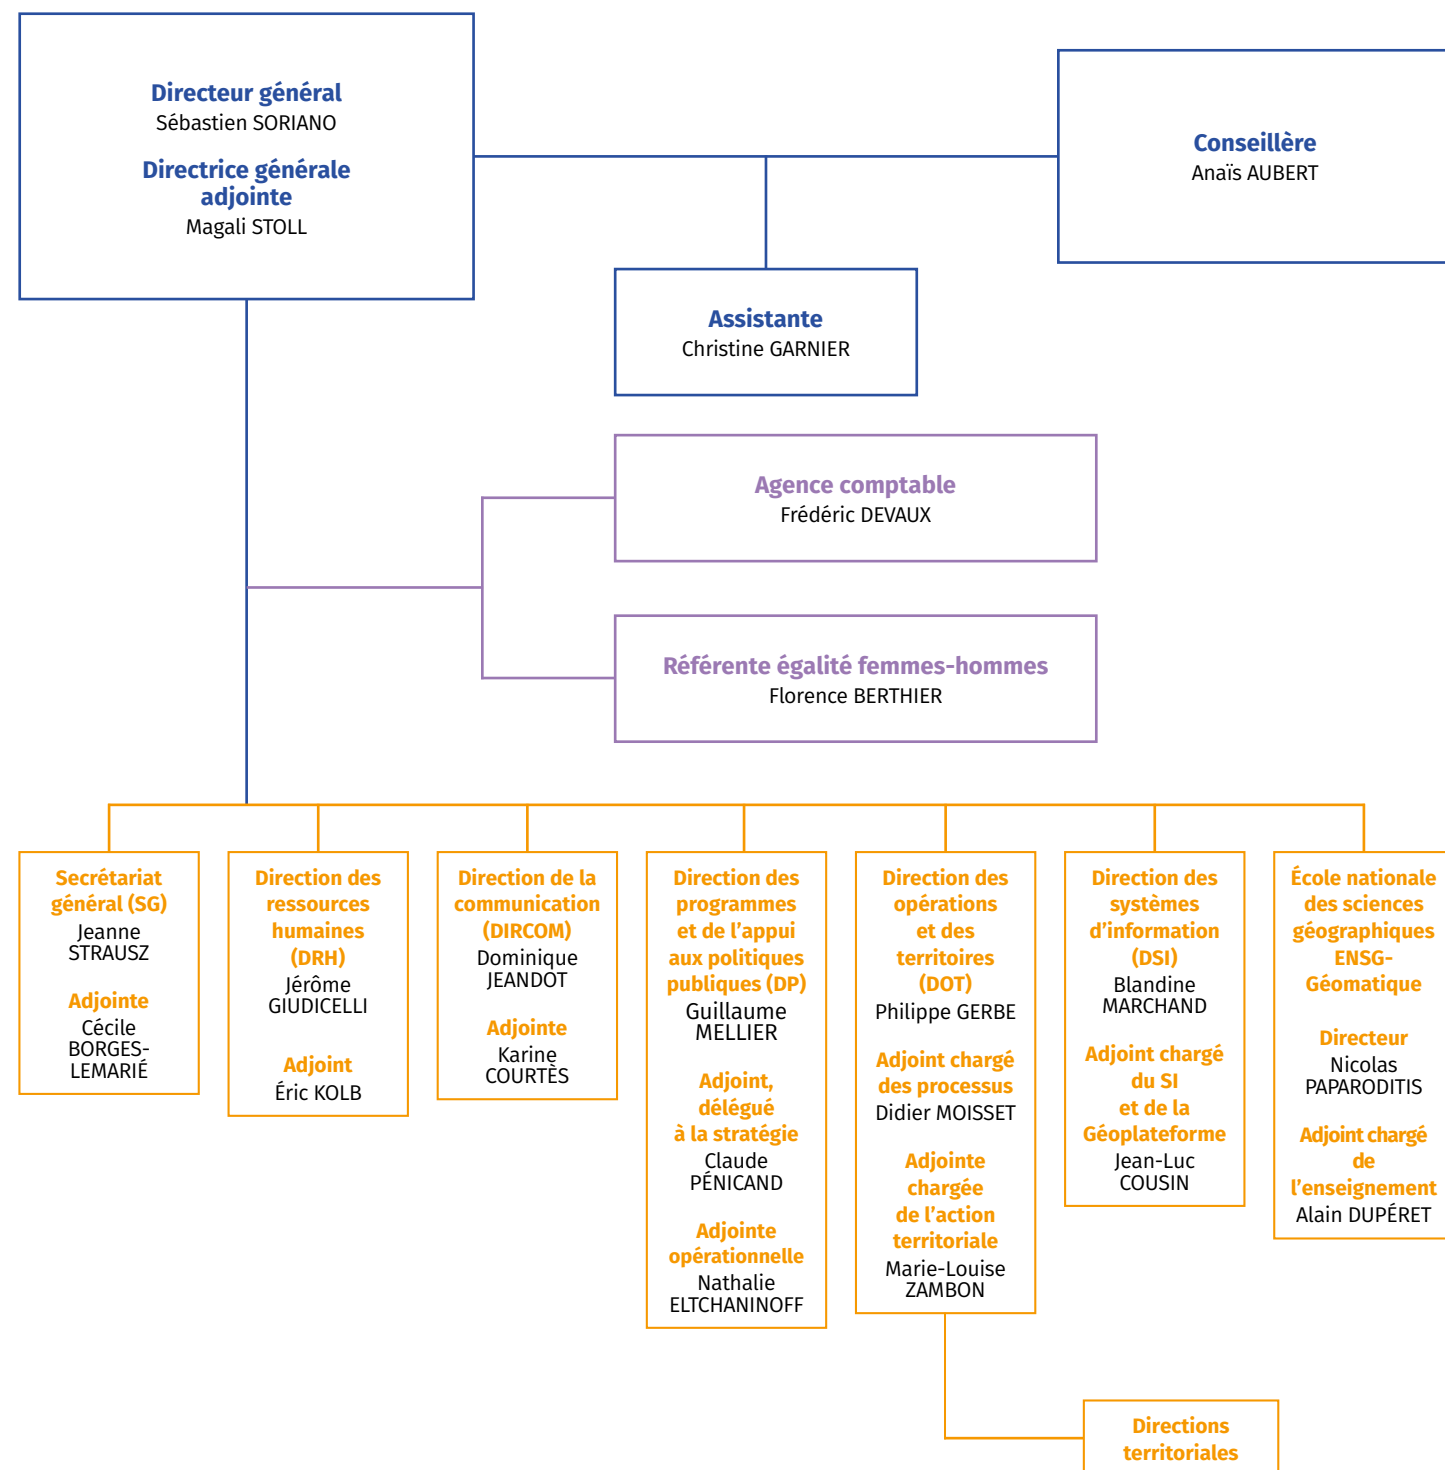 Directeur général
Sébastien SORIANO
Directrice générale
adjointe
Magali STOLL
Conseillère
Anaïs AUBERT
Assistante
Christine GARNIER
Agence comptable
Frédéric DEVAUX
Référente égalité femmes-hommes
Florence BERTHIER
Secrétariat
général (SG)
Jeanne
STRAUSZ
Adjointe
Cécile
BORGES-
LEMARIÉ
Direction des
ressources
humaines
(DRH)
Jérôme
GIUDICELLI
Adjoint
Éric KOLB
Direction de la
communication
(DIRCOM)
Dominique
JEANDOT
Adjointe
Karine
COURTÈS
Direction des
programmes
et de l’appui
aux politiques
publiques (DP)
Guillaume
MELLIER
Adjoint,
délégué
à la stratégie
Claude
PÉNICAND
Adjointe
opérationnelle
Nathalie
ELTCHANINOFF
Direction des
opérations
et des
territoires
(DOT)
Philippe GERBE
Adjoint chargé
des processus
Didier MOISSET
Adjointe
chargée
de l’action
territoriale
Marie-Louise
ZAMBON
Direction des
systèmes
d’information
(DSI)
Blandine
MARCHAND
Adjoint chargé
du SI
et de la
Géoplateforme
Jean-Luc
COUSIN
École nationale
des sciences
géographiques
ENSG-
Géomatique
Directeur
Nicolas
PAPARODITIS
Adjoint chargé
de
l’enseignement
Alain DUPÉRET
Directions
territoriales